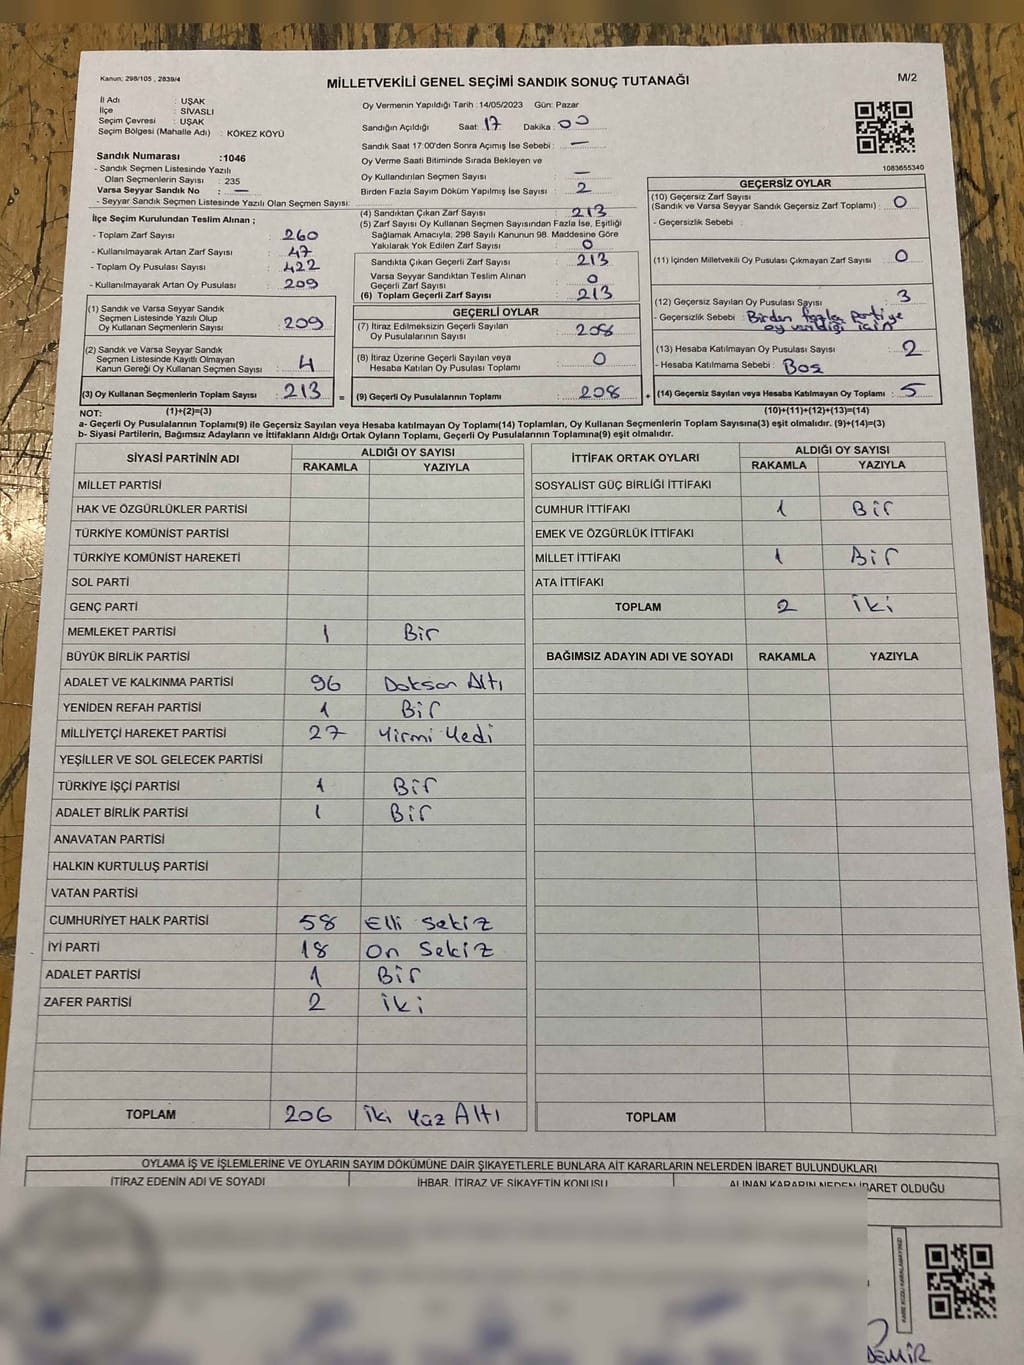 Kanun; 298/105 , 2839/4
MİLLETVEKİLİ GENEL SEÇİMİ SANDIK SONUÇ TUTANAĞI
M/2
İl Adı : UŞAK
İlçe : SİVASLI
Seçim Çevresi : UŞAK
Seçim Bölgesi (Mahalle Adı) : KÖKEZ KÖYÜ
Oy Vermenin Yapıldığı Tarih : 14/05/2023 Gün: Pazar
Sandığın Açıldığı Saat: 17 Dakika : 00
Sandık Saat 17:00'den Sonra Açımış İse Sebebi : —
Oy Verme Saati Bitiminde Sırada Bekleyen ve
Oy Kullandırılan Seçmen Sayısı : —
Birden Fazla Sayım Döküm Yapılmış İse Sayısı : 2
1083655340
Sandık Numarası :1046
- Sandık Seçmen Listesinde Yazılı
Olan Seçmenlerin Sayısı : 235
Varsa Seyyar Sandık No : —
- Seyyar Sandık Seçmen Listesinde Yazılı Olan Seçmen Sayısı:
İlçe Seçim Kurulundan Teslim Alınan ;
- Toplam Zarf Sayısı : 260
- Kullanılmayarak Artan Zarf Sayısı : 47
- Toplam Oy Pusulası Sayısı : 422
- Kullanılmayarak Artan Oy Pusulası : 209
(1) Sandık ve Varsa Seyyar Sandık
Seçmen Listesinde Yazılı Olup
Oy Kullanan Seçmenlerin Sayısı : 209
(2) Sandık ve Varsa Seyyar Sandık
Seçmen Listesinde Kayıtlı Olmayan
Kanun Gereği Oy Kullanan Seçmen Sayısı : 4
(3) Oy Kullanan Seçmenlerin Toplam Sayısı : 213 =
(1)+(2)=(3)
(4) Sandıktan Çıkan Zarf Sayısı : 213
(5) Zarf Sayısı Oy Kullanan Seçmen Sayısından Fazla İse, Eşitliği
Sağlamak Amacıyla, 298 Sayılı Kanunun 98. Maddesine Göre
Yakılarak Yok Edilen Zarf Sayısı : 0
Sandıkta Çıkan Geçerli Zarf Sayısı : 213
Varsa Seyyar Sandıktan Teslim Alınan
Geçerli Zarf Sayısı : 0
(6) Toplam Geçerli Zarf Sayısı : 213
GEÇERLİ OYLAR
(7) İtiraz Edilmeksizin Geçerli Sayılan
Oy Pusulalarının Sayısı : 208
(8) İtiraz Üzerine Geçerli Sayılan veya
Hesaba Katılan Oy Pusulası Toplamı : 0
(9) Geçerli Oy Pusulalarının Toplamı : 208 +
GEÇERSİZ OYLAR
(10) Geçersiz Zarf Sayısı
(Sandık ve Varsa Seyyar Sandık Geçersiz Zarf Toplamı) : 0
- Geçersizlik Sebebi :
(11) İçinden Milletvekili Oy Pusulası Çıkmayan Zarf Sayısı : 0
(12) Geçersiz Sayılan Oy Pusulası Sayısı : 3
- Geçersizlik Sebebi : Birden fazla Partiye
oy verildiği için
(13) Hesaba Katılmayan Oy Pusulası Sayısı : 2
- Hesaba Katılmama Sebebi : Boş
(14) Geçersiz Sayılan veya Hesaba Katılmayan Oy Toplamı : 5
(10)+(11)+(12)+(13)=(14)
NOT:
a- Geçerli Oy Pusulalarının Toplamı(9) ile Geçersiz Sayılan veya Hesaba katılmayan Oy Toplamı(14) Toplamları, Oy Kullanan Seçmenlerin Toplam Sayısına(3) eşit olmalıdır. (9)+(14)=(3)
b- Siyasi Partilerin, Bağımsız Adayların ve İttifakların Aldığı Ortak Oyların Toplamı, Geçerli Oy Pusulalarının Toplamına(9) eşit olmalıdır.
SİYASİ PARTİNİN ADI ALDIĞI OY SAYISI
RAKAMLA YAZIYLA
MİLLET PARTİSİ
HAK VE ÖZGÜRLÜKLER PARTİSİ
TÜRKİYE KOMÜNİST PARTİSİ
TÜRKİYE KOMÜNİST HAREKETİ
SOL PARTİ
GENÇ PARTİ
MEMLEKET PARTİSİ 1 Bir
BÜYÜK BİRLİK PARTİSİ
ADALET VE KALKINMA PARTİSİ 96 Doksan Altı
YENİDEN REFAH PARTİSİ 1 Bir
MİLLİYETÇİ HAREKET PARTİSİ 27 Yirmi Yedi
YEŞİLLER VE SOL GELECEK PARTİSİ
TÜRKİYE İŞÇİ PARTİSİ 1 Bir
ADALET BİRLİK PARTİSİ 1 Bir
ANAVATAN PARTİSİ
HALKIN KURTULUŞ PARTİSİ
VATAN PARTİSİ
CUMHURİYET HALK PARTİSİ 58 Elli Sekiz
İYİ PARTİ 18 On Sekiz
ADALET PARTİSİ 1 Bir
ZAFER PARTİSİ 2 İki
TOPLAM 206 İki Yüz Altı
İTTİFAK ORTAK OYLARI ALDIĞI OY SAYISI
RAKAMLA YAZIYLA
SOSYALİST GÜÇ BİRLİĞİ İTTİFAKI
CUMHUR İTTİFAKI 1 Bir
EMEK VE ÖZGÜRLÜK İTTİFAKI
MİLLET İTTİFAKI 1 Bir
ATA İTTİFAKI
TOPLAM 2 İki
BAĞIMSIZ ADAYIN ADI VE SOYADI RAKAMLA YAZIYLA
TOPLAM
OYLAMA İŞ VE İŞLEMLERİNE VE OYLARIN SAYIM DÖKÜMÜNE DAİR ŞİKAYETLERLE BUNLARA AİT KARARLARIN NELERDEN İBARET BULUNDUKLARI
İTİRAZ EDENİN ADI VE SOYADI İHBAR, İTİRAZ VE ŞİKAYETİN KONUSU ALINAN KARARIN NEDEN İBARET OLDUĞU
KARE KODU KARALAMAYINIZ!
DEMİR